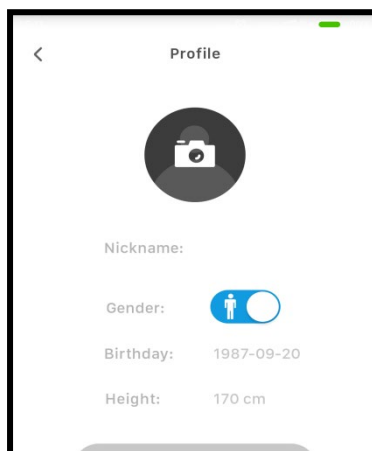 Profile
Nickname:
Gender:
Birthday: 1987-09-20
Height: 170 cm